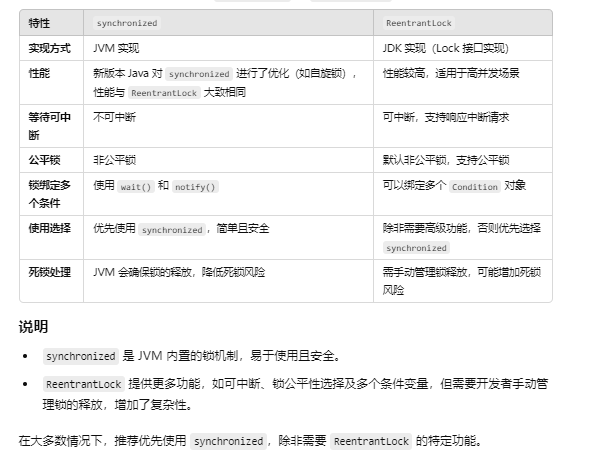 特性 synchronized ReentrantLock
实现方式 JVM 实现 JDK 实现（Lock 接口实现）
性能 新版本 Java 对 synchronized 进行了优化（如自旋锁）， 性能较高，适用于高并发场景
性能与 ReentrantLock 大致相同
等待可中 不可中断 可中断，支持响应中断请求
断
公平锁 非公平锁 默认非公平锁，支持公平锁
锁绑定多 使用 wait() 和 notify() 可以绑定多个 Condition 对象
个条件
使用选择 优先使用 synchronized，简单且安全 除非需要高级功能，否则优先选择
synchronized
死锁处理 JVM 会确保锁的释放，降低死锁风险 需手动管理锁释放，可能增加死锁
风险
说明
• synchronized 是 JVM 内置的锁机制，易于使用且安全。
• ReentrantLock 提供更多功能，如可中断、锁公平性选择及多个条件变量，但需要开发者手动管
理锁的释放，增加了复杂性。
在大多数情况下，推荐优先使用 synchronized，除非需要 ReentrantLock 的特定功能。